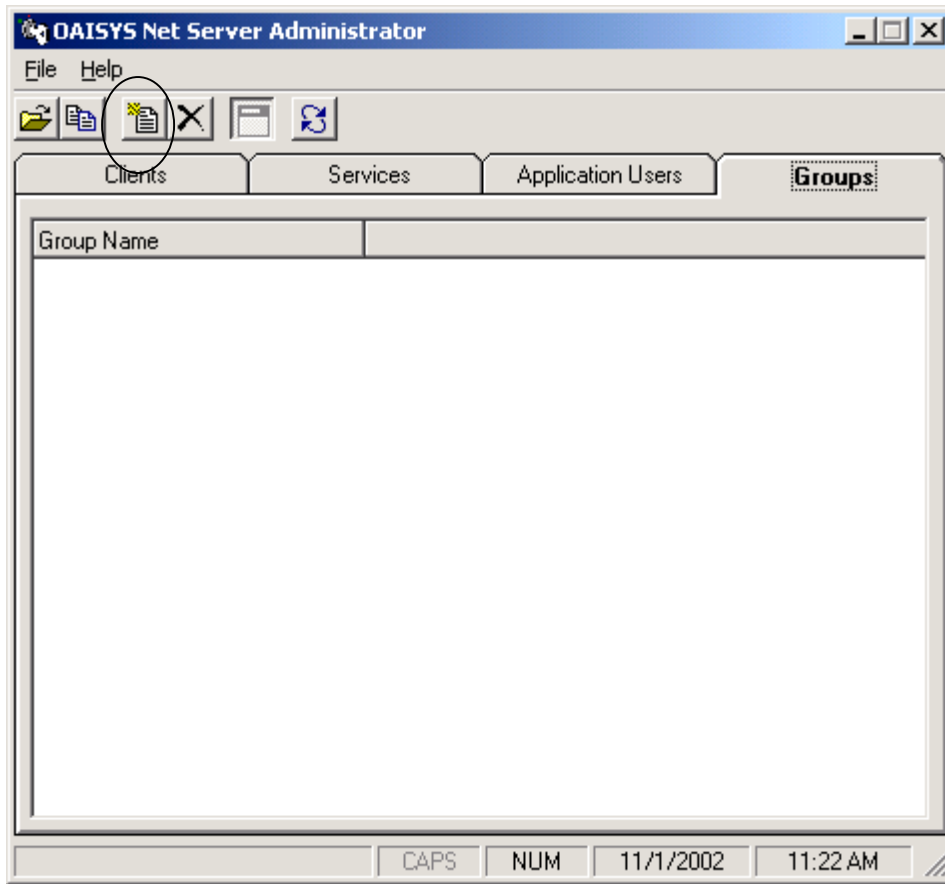 OAISYS Net Server Administrator
File Help
Clients Services Application Users Groups
Group Name
CAPS NUM 11/1/2002 11:22 AM